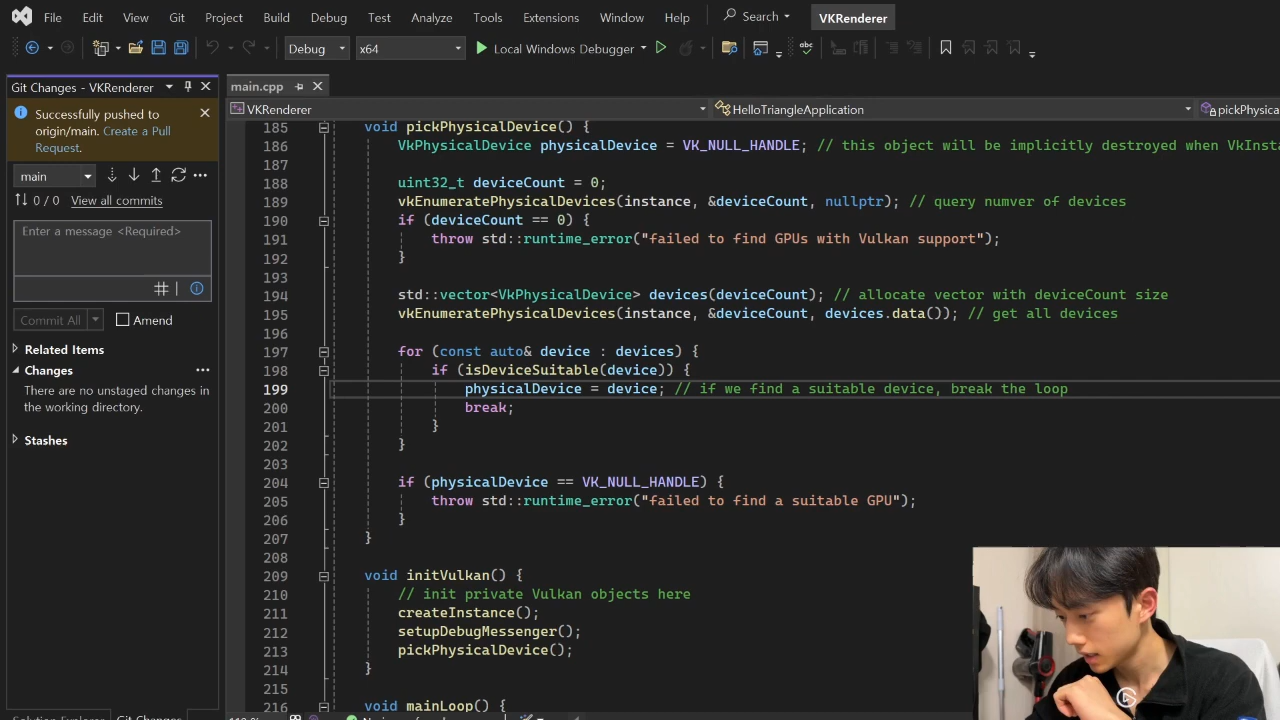 File Edit View Git Project Build Debug Test Analyze Tools Extensions Window Help Search VKRenderer
Debug x64 Local Windows Debugger
Git Changes - VKRenderer
main.cpp
VKRenderer HelloTriangleApplication pickPhysica
Successfully pushed to
origin/main. Create a Pull
Request.
main
0 / 0 View all commits
Enter a message <Required>
Commit All Amend
Related Items
Changes
There are no unstaged changes in
the working directory.
Stashes
Git Changes
185 void pickPhysicalDevice() {
186 VkPhysicalDevice physicalDevice = VK_NULL_HANDLE; // this object will be implicitly destroyed when VkIns
187
188 uint32_t deviceCount = 0;
189 vkEnumeratePhysicalDevices(instance, &deviceCount, nullptr); // query numver of devices
190 if (deviceCount == 0) {
191 throw std::runtime_error("failed to find GPUs with Vulkan support");
192 }
193
194 std::vector<VkPhysicalDevice> devices(deviceCount); // allocate vector with deviceCount size
195 vkEnumeratePhysicalDevices(instance, &deviceCount, devices.data()); // get all devices
196
197 for (const auto& device : devices) {
198 if (isDeviceSuitable(device)) {
199 physicalDevice = device; // if we find a suitable device, break the loop
200 break;
201 }
202 }
203
204 if (physicalDevice == VK_NULL_HANDLE) {
205 throw std::runtime_error("failed to find a suitable GPU");
206 }
207 }
208
209 void initVulkan() {
210 // init private Vulkan objects here
211 createInstance();
212 setupDebugMessenger();
213 pickPhysicalDevice();
214 }
215
216 void mainLoop() {